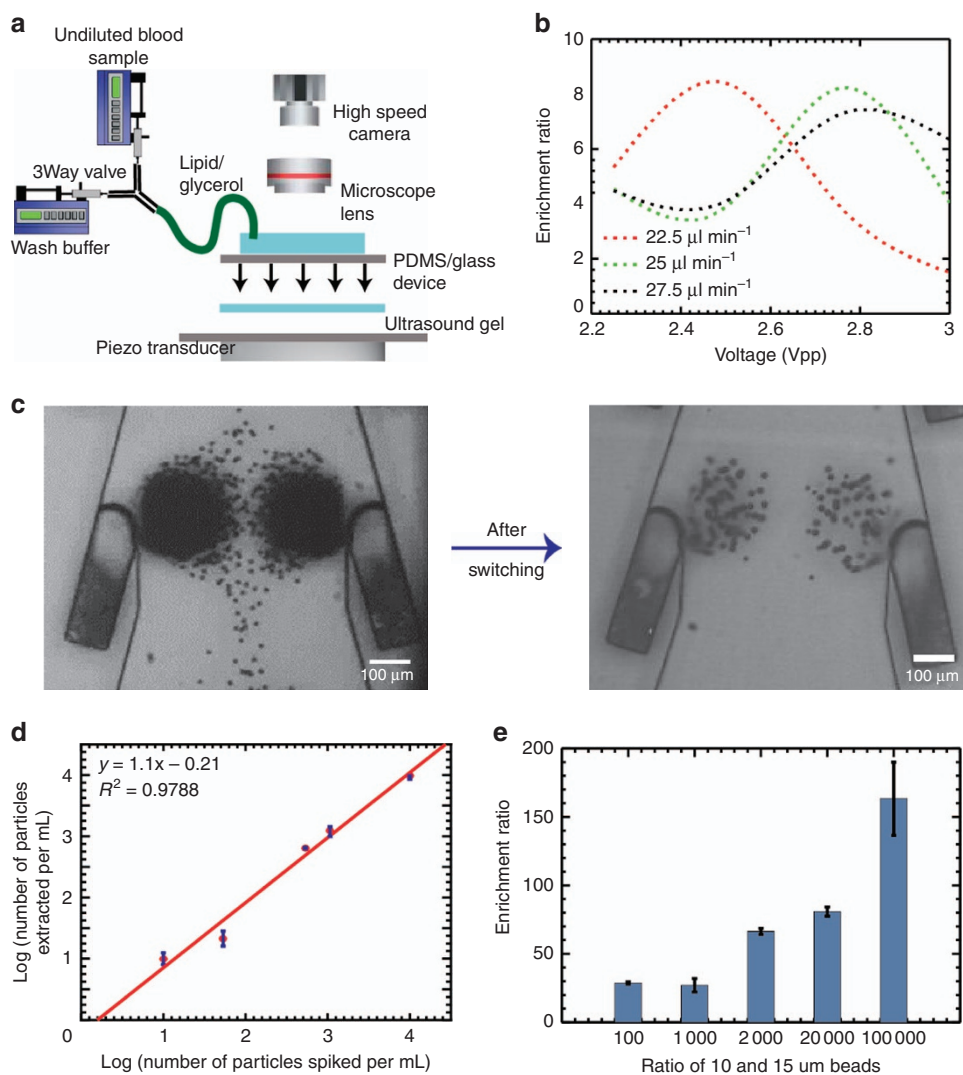 a
Undiluted blood
sample
3Way valve
Wash buffer
Lipid/
glycerol
High speed
camera
Microscope
lens
PDMS/glass
device
Ultrasound gel
Piezo transducer
b
Enrichment ratio
10
8
6
4
2
0
22.5 µl min⁻¹
25 µl min⁻¹
27.5 µl min⁻¹
2.2
2.4
2.6
2.8
3
Voltage (Vpp)
c
100 µm
After
switching
100 µm
d
y = 1.1x – 0.21
R² = 0.9788
Log (number of particles
extracted per mL)
4
3
2
1
0
1
2
3
4
Log (number of particles spiked per mL)
e
Enrichment ratio
200
150
100
50
0
100
1 000
2 000
20 000
100 000
Ratio of 10 and 15 um beads